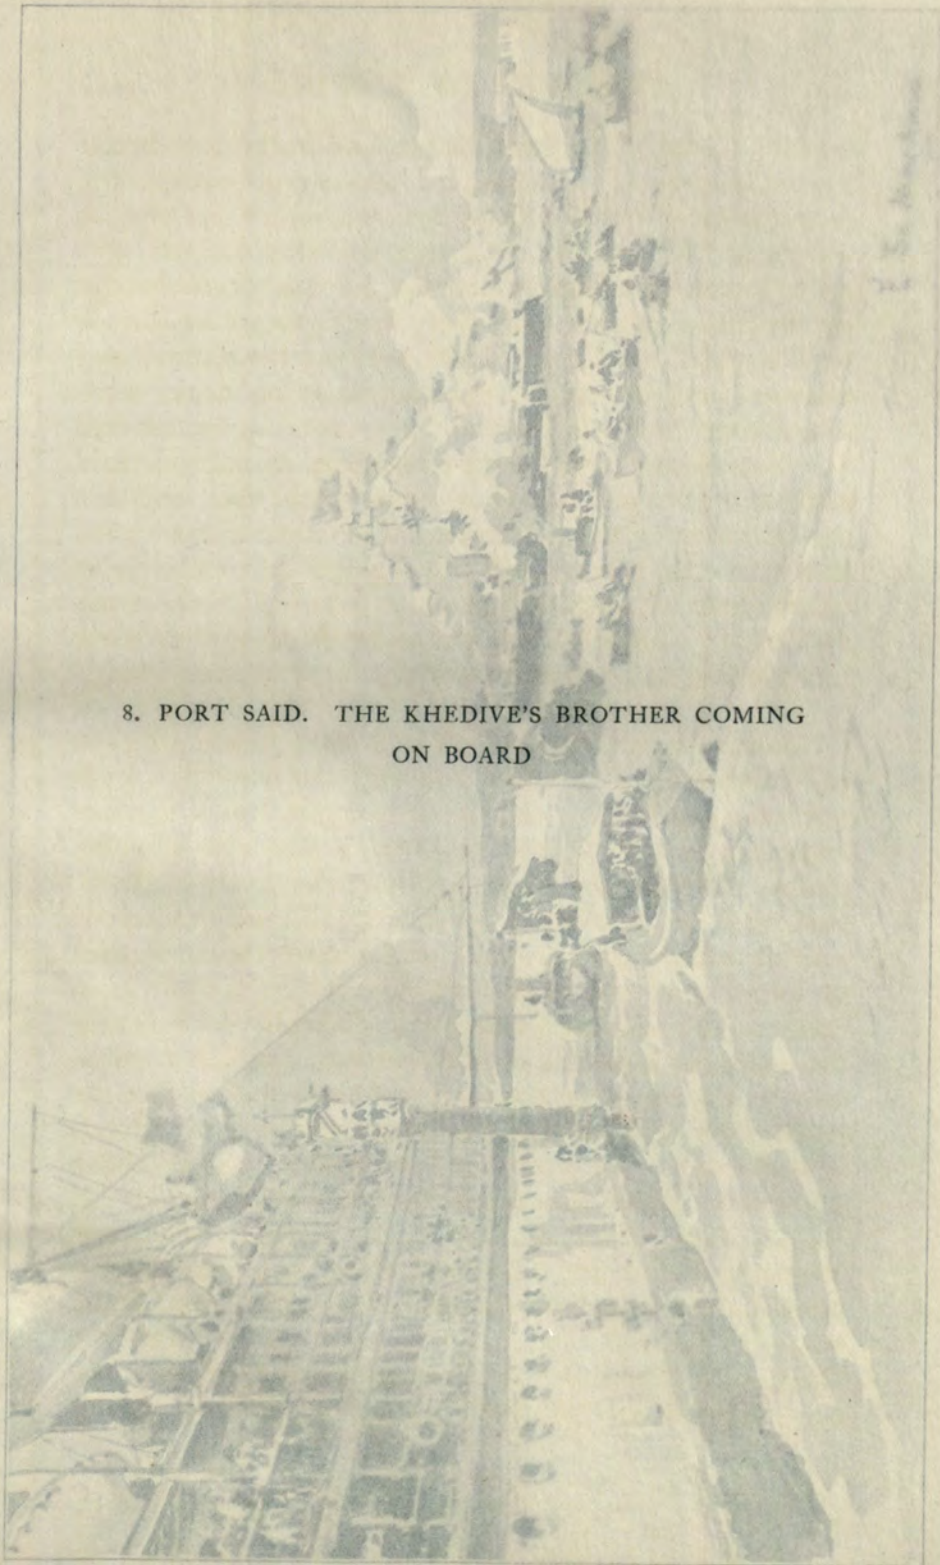 8. PORT SAID. THE KHEDIVE'S BROTHER COMING
ON BOARD